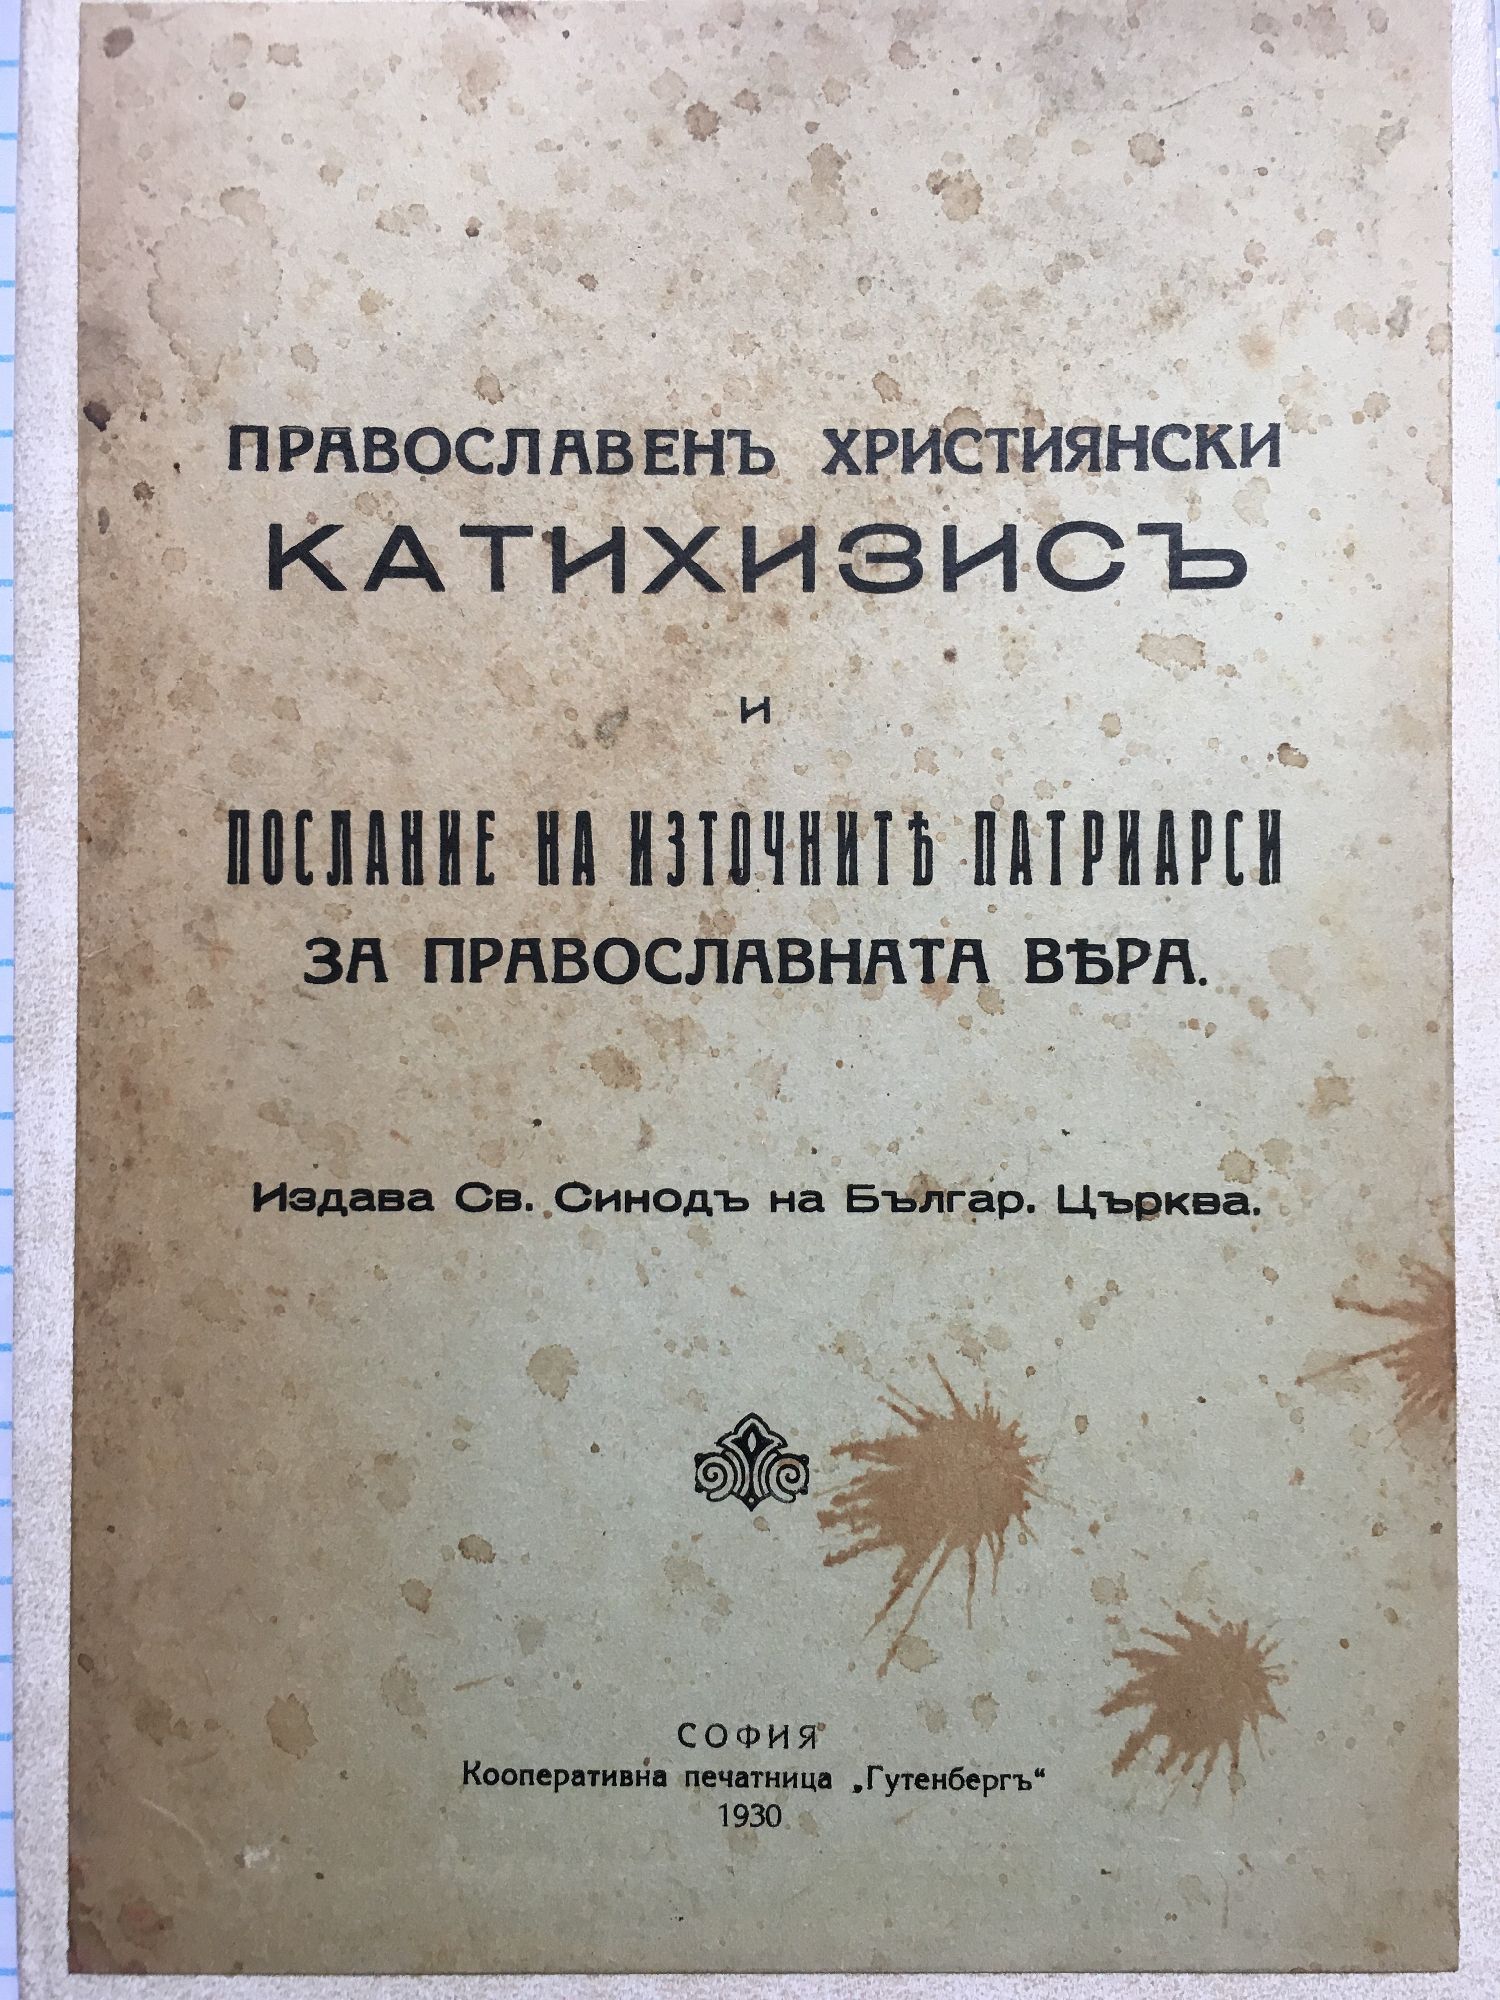 ПРАВОСЛАВЕНЪ ХРИСТИЯНСКИ
КАТИХИЗИСЪ
И
ПОСЛАНИЕ НА ИЗТОЧНИТѢ ПАТРИАРСИ
ЗА ПРАВОСЛАВНАТА ВѢРА.
Издава Св. Синодъ на Българ. Църква.
СОФИЯ
Кооперативна печатница „Гутенбергъ“
1930